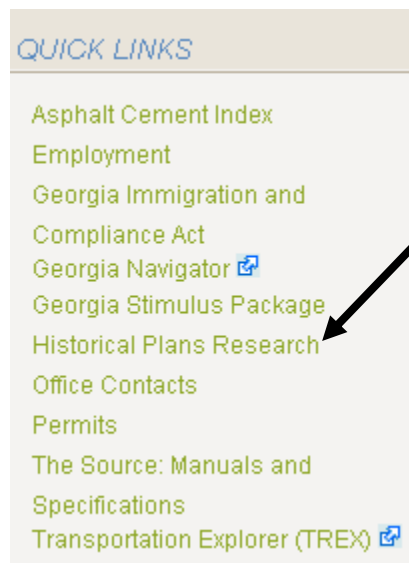 QUICK LINKS
Asphalt Cement Index
Employment
Georgia Immigration and
Compliance Act
Georgia Navigator
Georgia Stimulus Package
Historical Plans Research
Office Contacts
Permits
The Source: Manuals and
Specifications
Transportation Explorer (TREX)